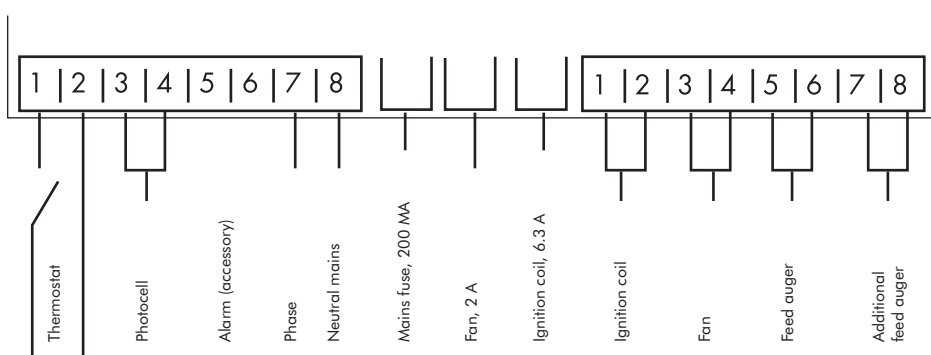 1 | 2 | 3 | 4 | 5 | 6 | 7 | 8
1 | 2 | 3 | 4 | 5 | 6 | 7 | 8
Thermostat
Photocell
Alarm (accessory)
Phase
Neutral mains
Mains fuse, 200 MA
Fan, 2 A
Ignition coil, 6.3 A
Ignition coil
Fan
Feed auger
Additional
feed auger